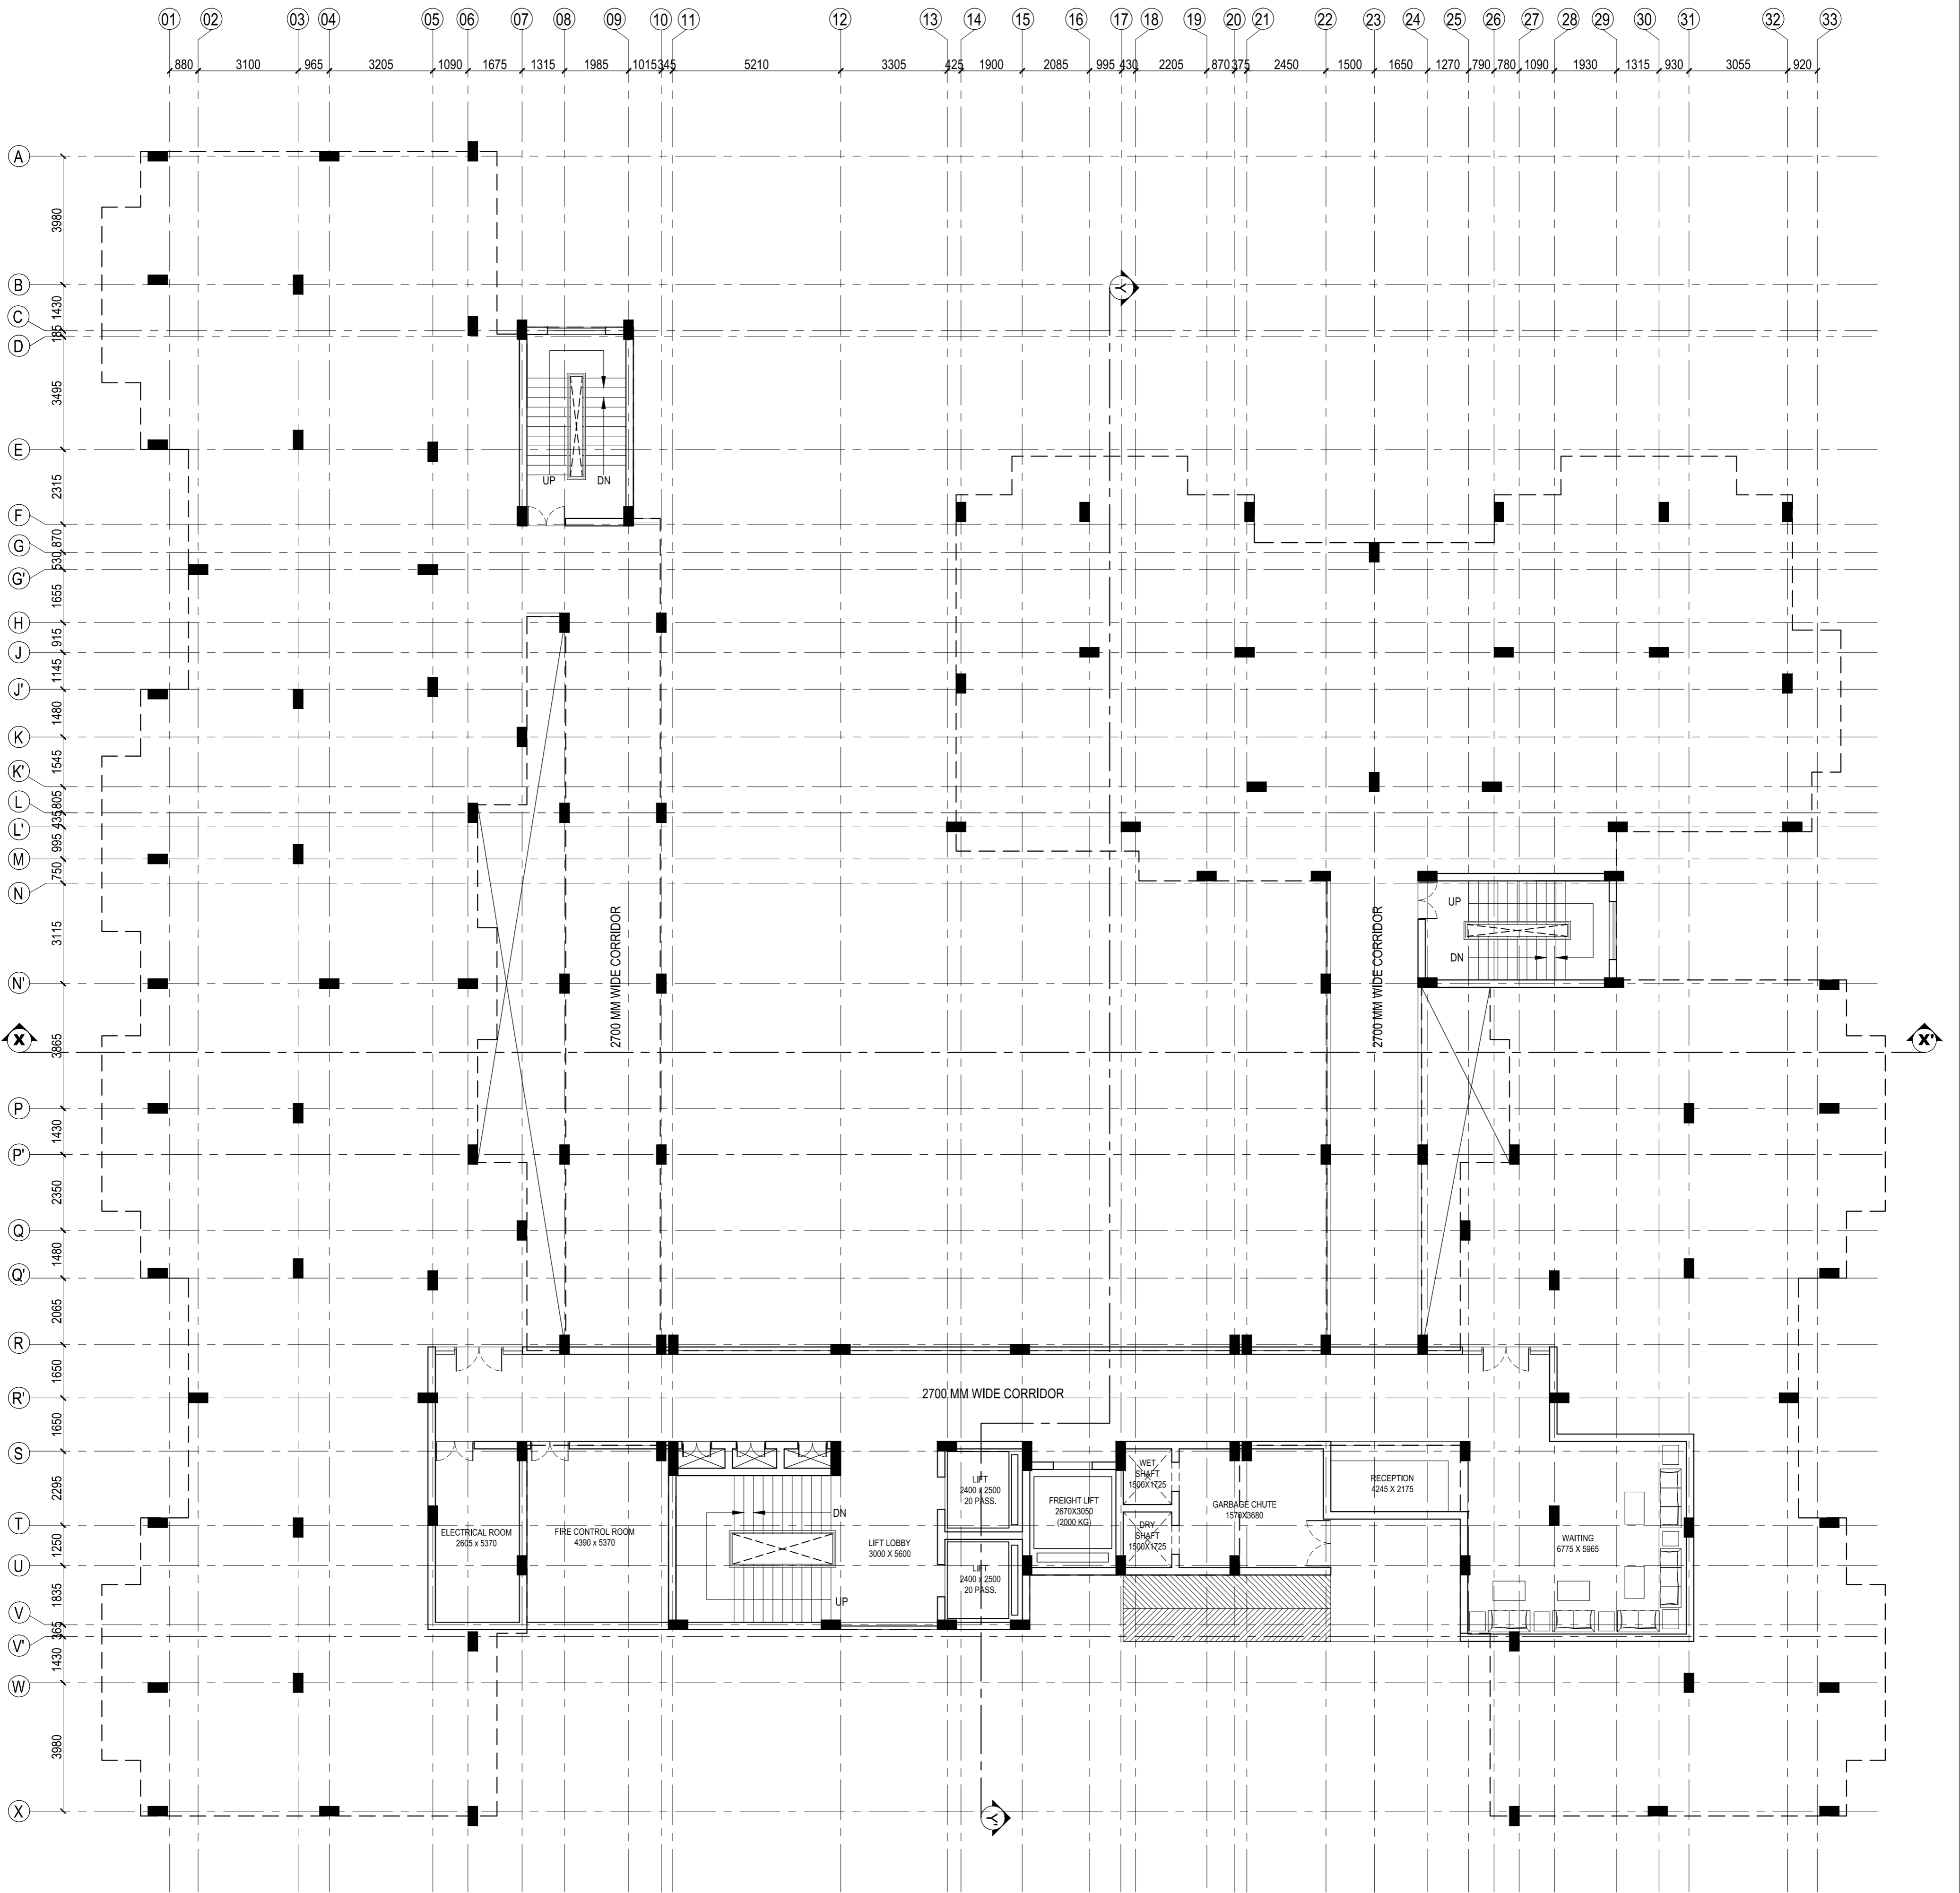 01 02 03 04 05 06 07 08 09 10 11 12 13 14 15 16 17 18 19 20 21 22 23 24 25 26 27 28 29 30 31 32 33
880 3100 965 3205 1090 1675 1315 1985 1015 345 5210 3305 425 1900 2085 995 430 2205 870 375 2450 1500 1650 1270 790 780 1090 1930 1315 930 3055 920
A
3980
B
Y
1430
C
185
D
3495
E
2315
UP DN
F
870
G
530
G'
1655
H
915
J
1145
J'
1480
K
1545
K'
805
L
435
L'
995
M
750
N
UP
3115
2700 MM WIDE CORRIDOR
2700 MM WIDE CORRIDOR
DN
N'
X X'
3865
P
1430
P'
2350
Q
1480
Q'
2065
R
1650
R'
2700 MM WIDE CORRIDOR
1650
S
2295
T
1250
U
1835
V
365
V'
1430
W
3980
X
ELECTRICAL ROOM
2605 x 5370
FIRE CONTROL ROOM
4390 x 5370
DN
UP
LIFT LOBBY
3000 X 5600
LIFT
2400 x 2500
20 PASS.
LIFT
2400 x 2500
20 PASS.
FREIGHT LIFT
2670X3050
(2000 KG)
WET
SHAFT
1500X1725
DRY
SHAFT
1500X1725
GARBAGE CHUTE
1570X3680
RECEPTION
4245 X 2175
WAITING
6775 X 5965
Y'